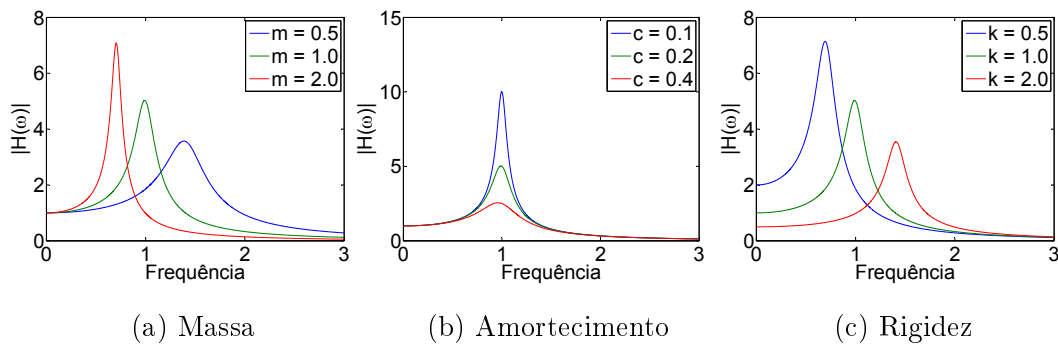 |H(ω)|
8
6
4
2
0
0 1 2 3
Frequência
m = 0.5
m = 1.0
m = 2.0
(a) Massa
|H(ω)|
15
10
5
0
0 1 2 3
Frequência
c = 0.1
c = 0.2
c = 0.4
(b) Amortecimento
|H(ω)|
8
6
4
2
0
0 1 2 3
Frequência
k = 0.5
k = 1.0
k = 2.0
(c) Rigidez